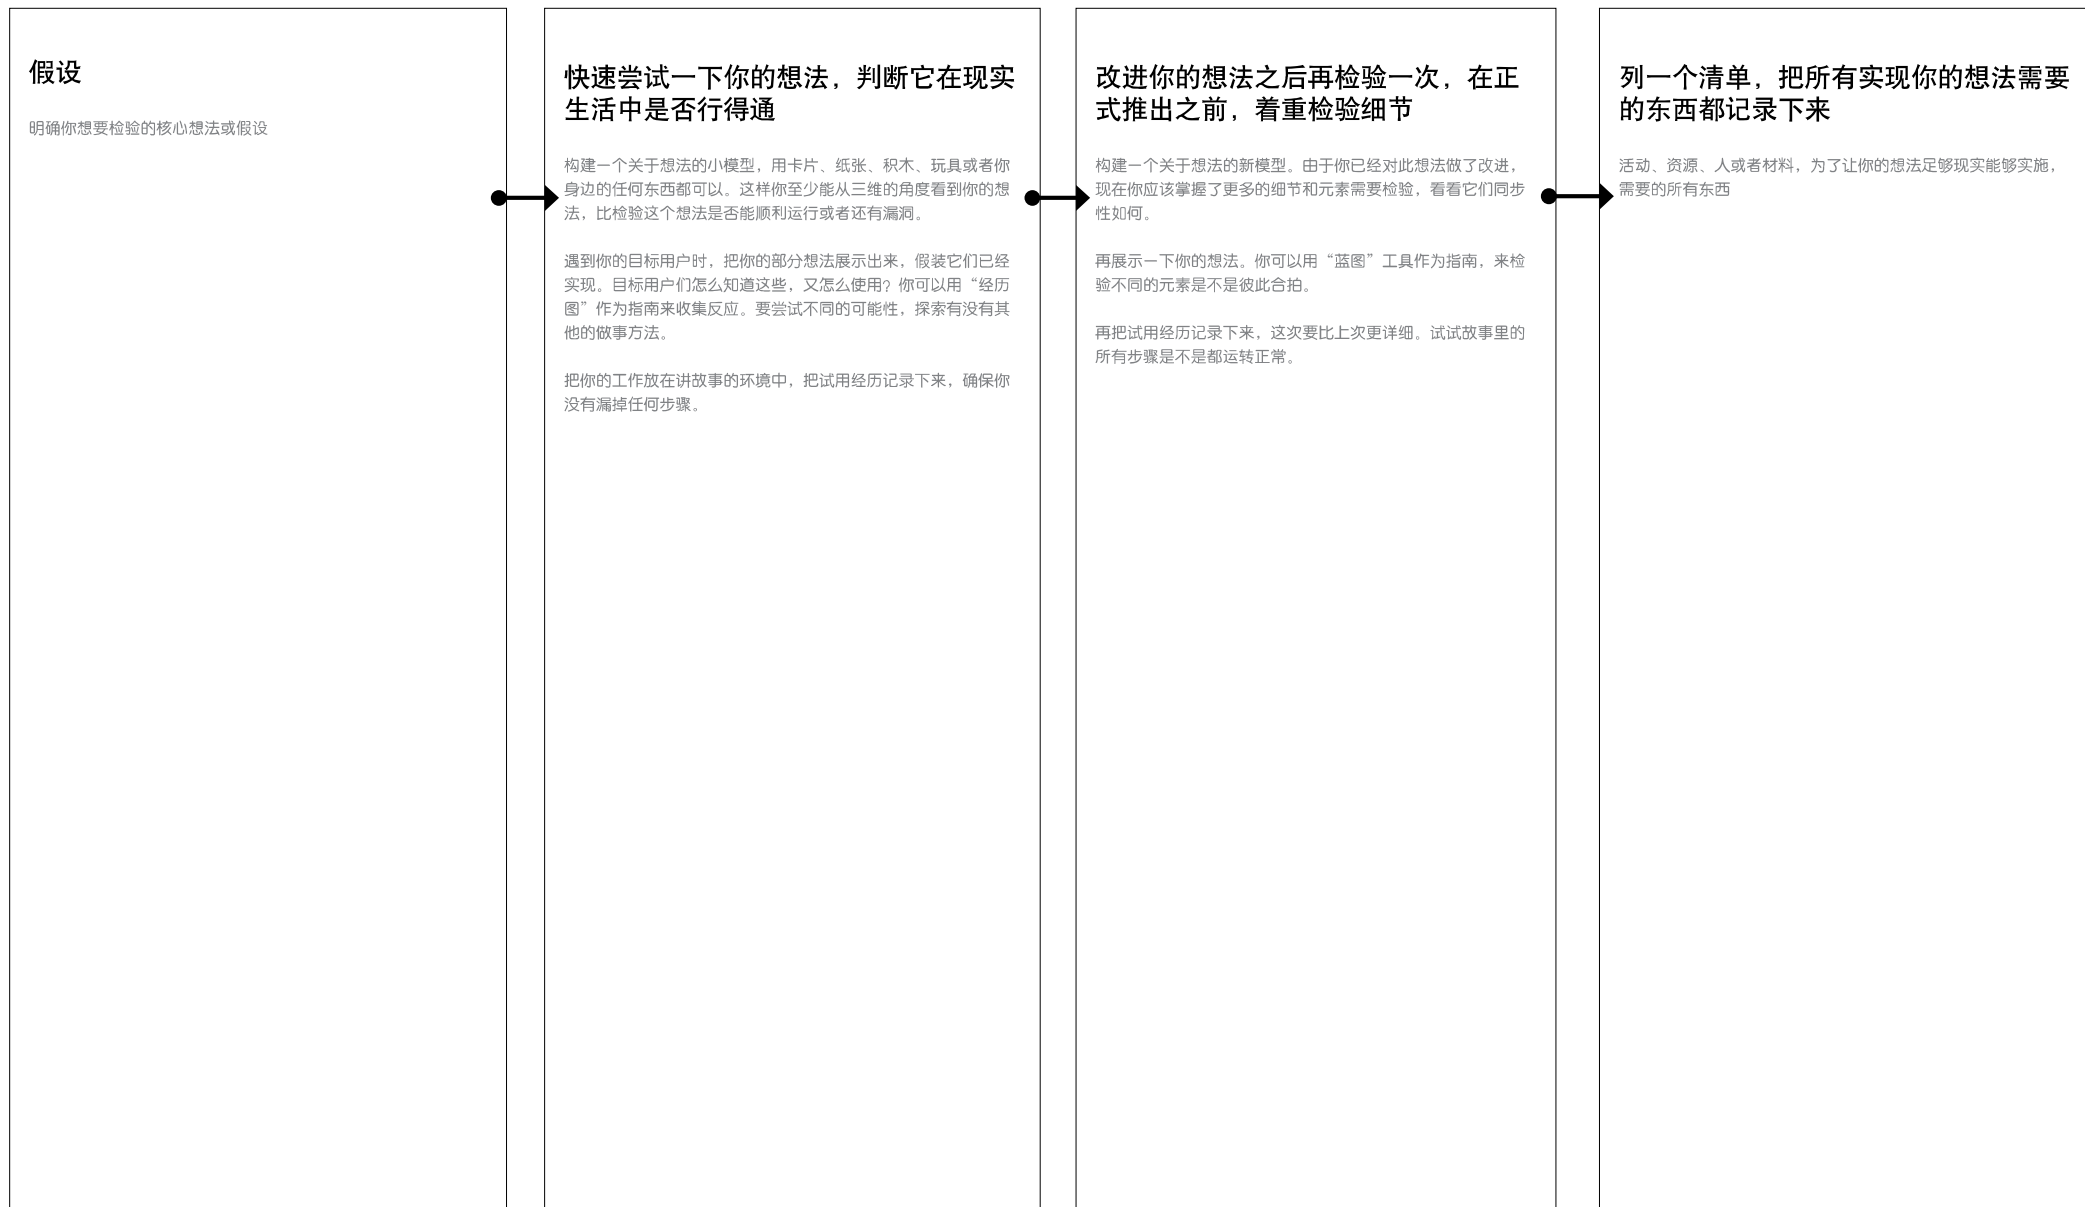 假设
明确你想要检验的核心想法或假设
快速尝试一下你的想法，判断它在现实
生活中是否行得通
构建一个关于想法的小模型，用卡片、纸张、积木、玩具或者你
身边的任何东西都可以。这样你至少能从三维的角度看到你的想
法，比检验这个想法是否能顺利运行或者还有漏洞。
遇到你的目标用户时，把你的部分想法展示出来，假装它们已经
实现。目标用户们怎么知道这些，又怎么使用？你可以用“经历
图”作为指南来收集反应。要尝试不同的可能性，探索有没有其
他的做事方法。
把你的工作放在讲故事的环境中，把试用经历记录下来，确保你
没有漏掉任何步骤。
改进你的想法之后再检验一次，在正
式推出之前，着重检验细节
构建一个关于想法的新模型。由于你已经对此想法做了改进，
现在你应该掌握了更多的细节和元素需要检验，看看它们同步
性如何。
再展示一下你的想法。你可以用“蓝图”工具作为指南，来检
验不同的元素是不是彼此合拍。
再把试用经历记录下来，这次要比上次更详细。试试故事里的
所有步骤是不是都运转正常。
列一个清单，把所有实现你的想法需要
的东西都记录下来
活动、资源、人或者材料，为了让你的想法足够现实能够实施，
需要的所有东西